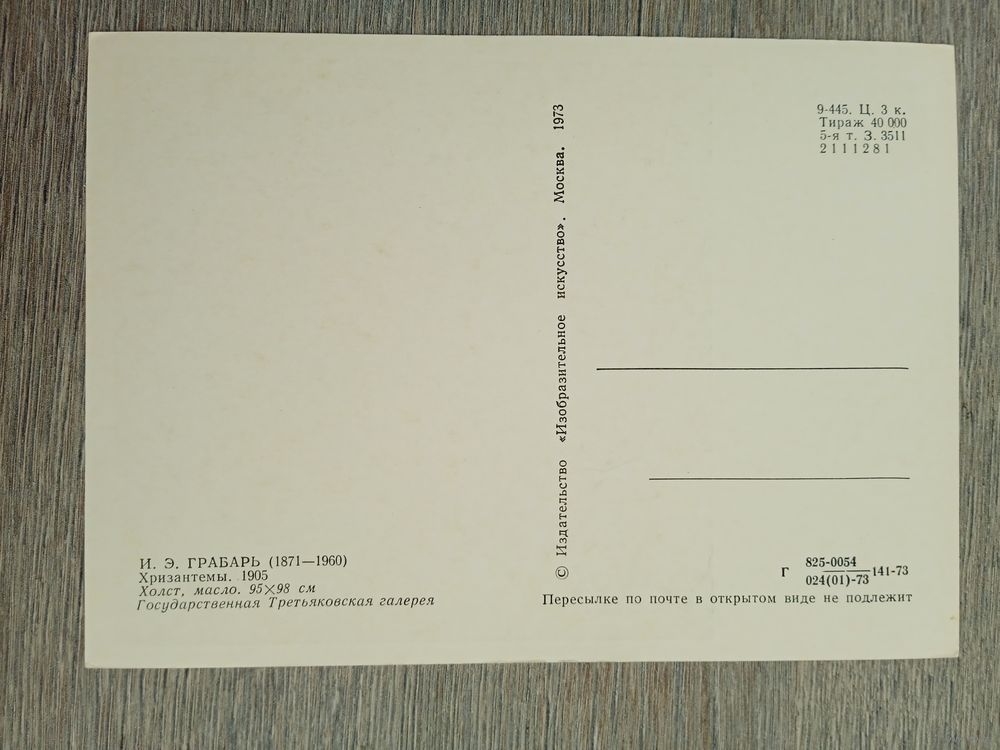 И. Э. ГРАБАРЬ (1871—1960)
Хризантемы. 1905
Холст, масло. 95×98 см
Государственная Третьяковская галерея
© Издательство «Изобразительное искусство». Москва. 1973
9-445. Ц. 3 к.
Тираж 40 000
5-я т. З. 3511
2111281
Г 825-0054
024(01)-73 141-73
Пересылке по почте в открытом виде не подлежит